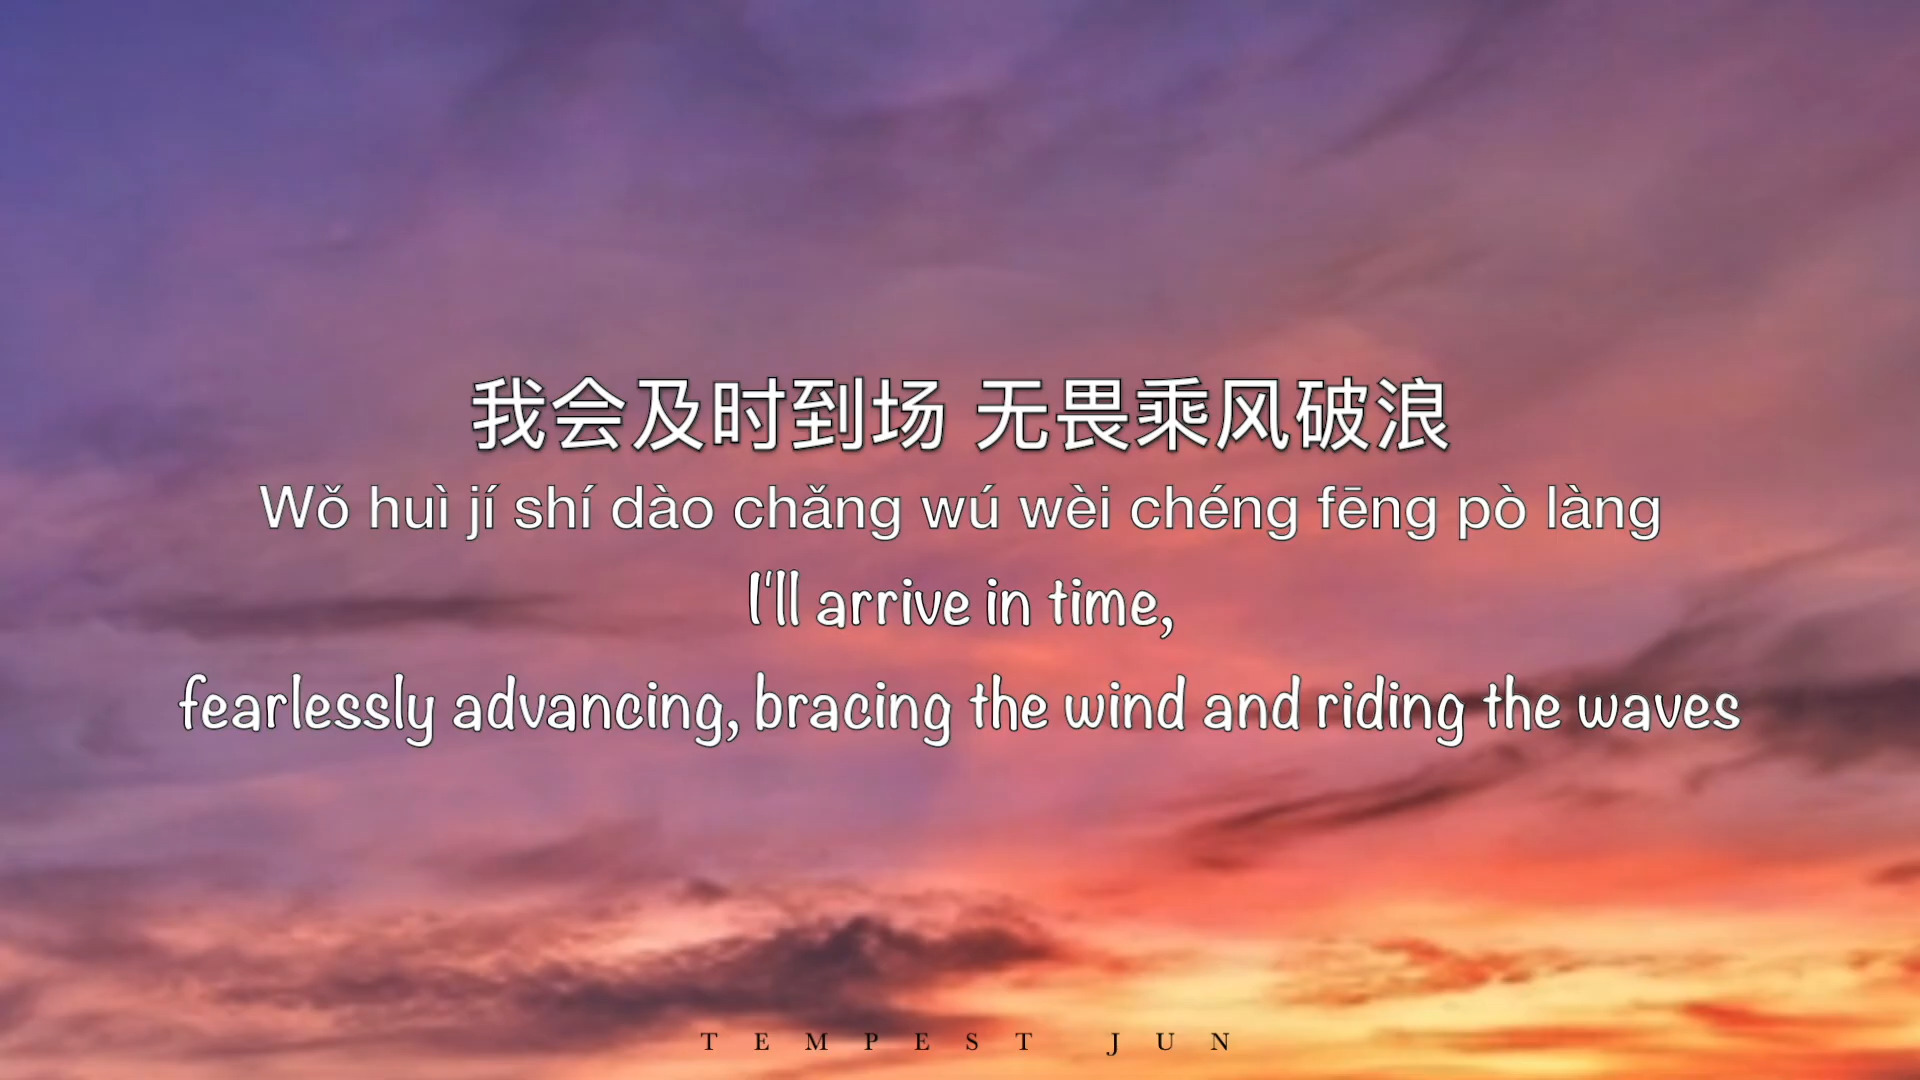 我会及时到场 无畏乘风破浪
Wǒ huì jí shí dào chǎng wú wèi chéng fēng pò làng
I'll arrive in time,
fearlessly advancing, bracing the wind and riding the waves
TEMPEST JUN